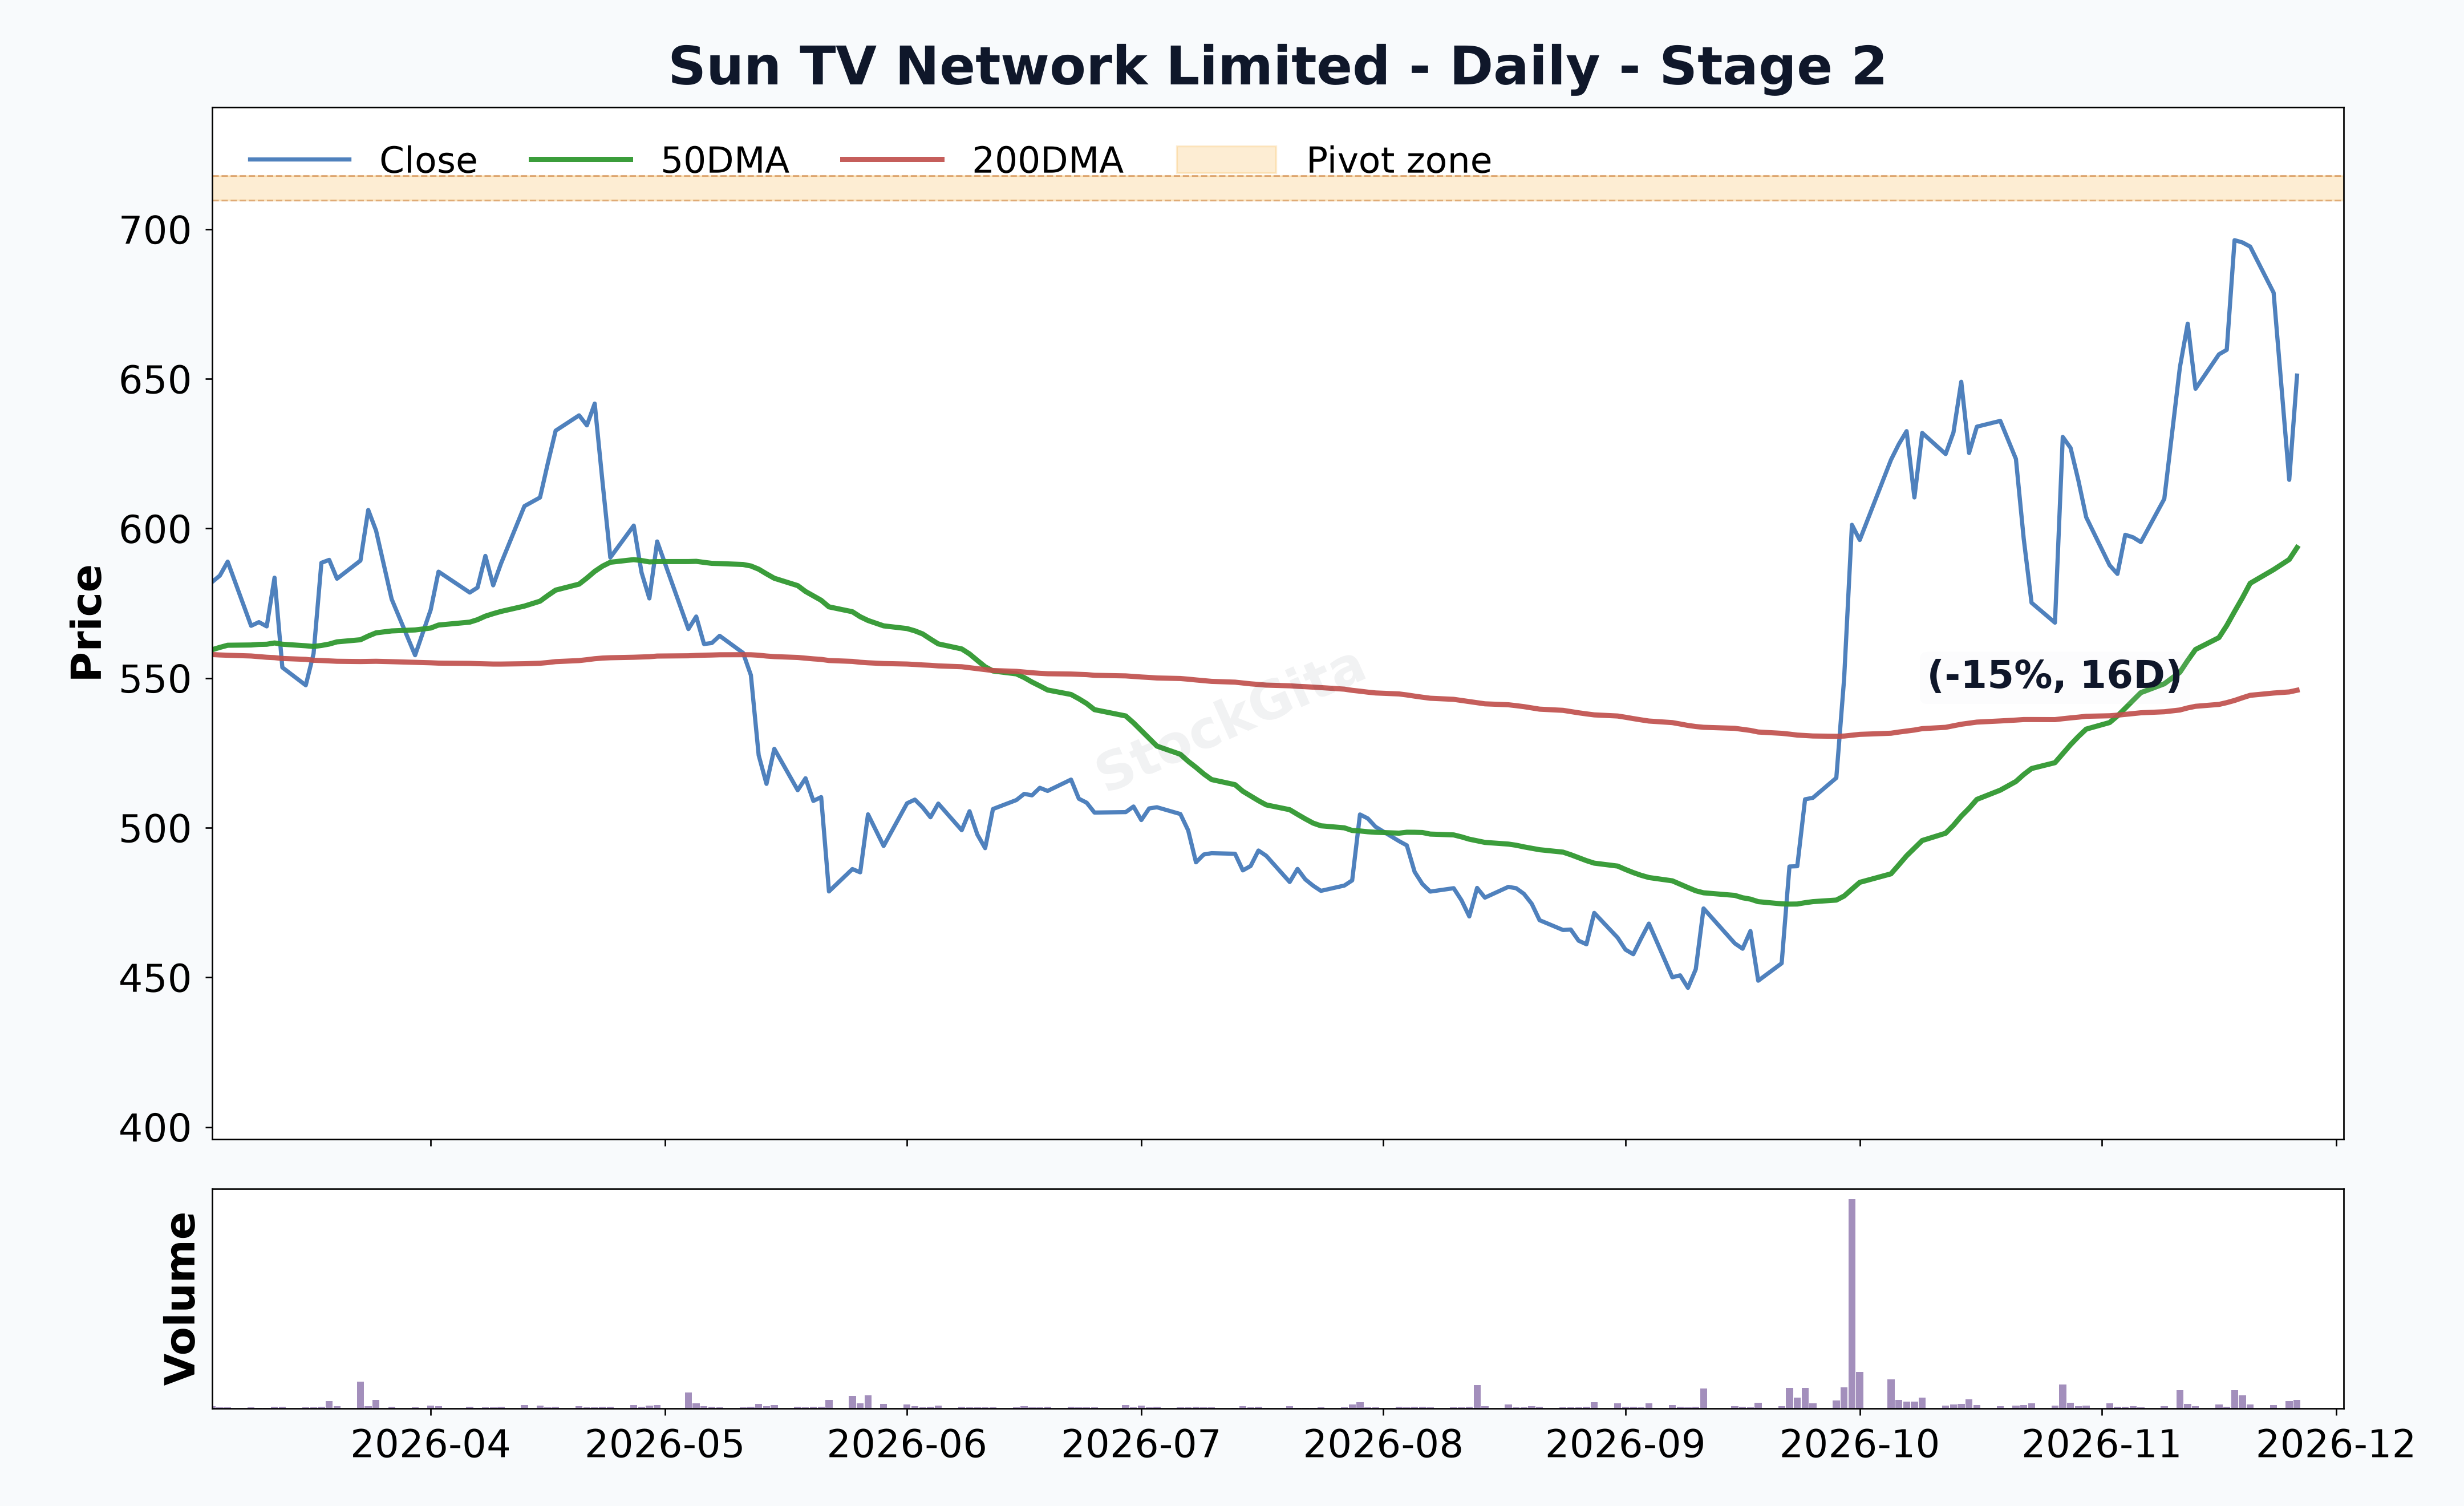 Sun TV Network Limited - Daily - Stage 2
Close 50DMA 200DMA Pivot zone
700
650
600
550
500
450
400
Price
(-15%, 16D)
StockGita
Volume
2026-04 2026-05 2026-06 2026-07 2026-08 2026-09 2026-10 2026-11 2026-12